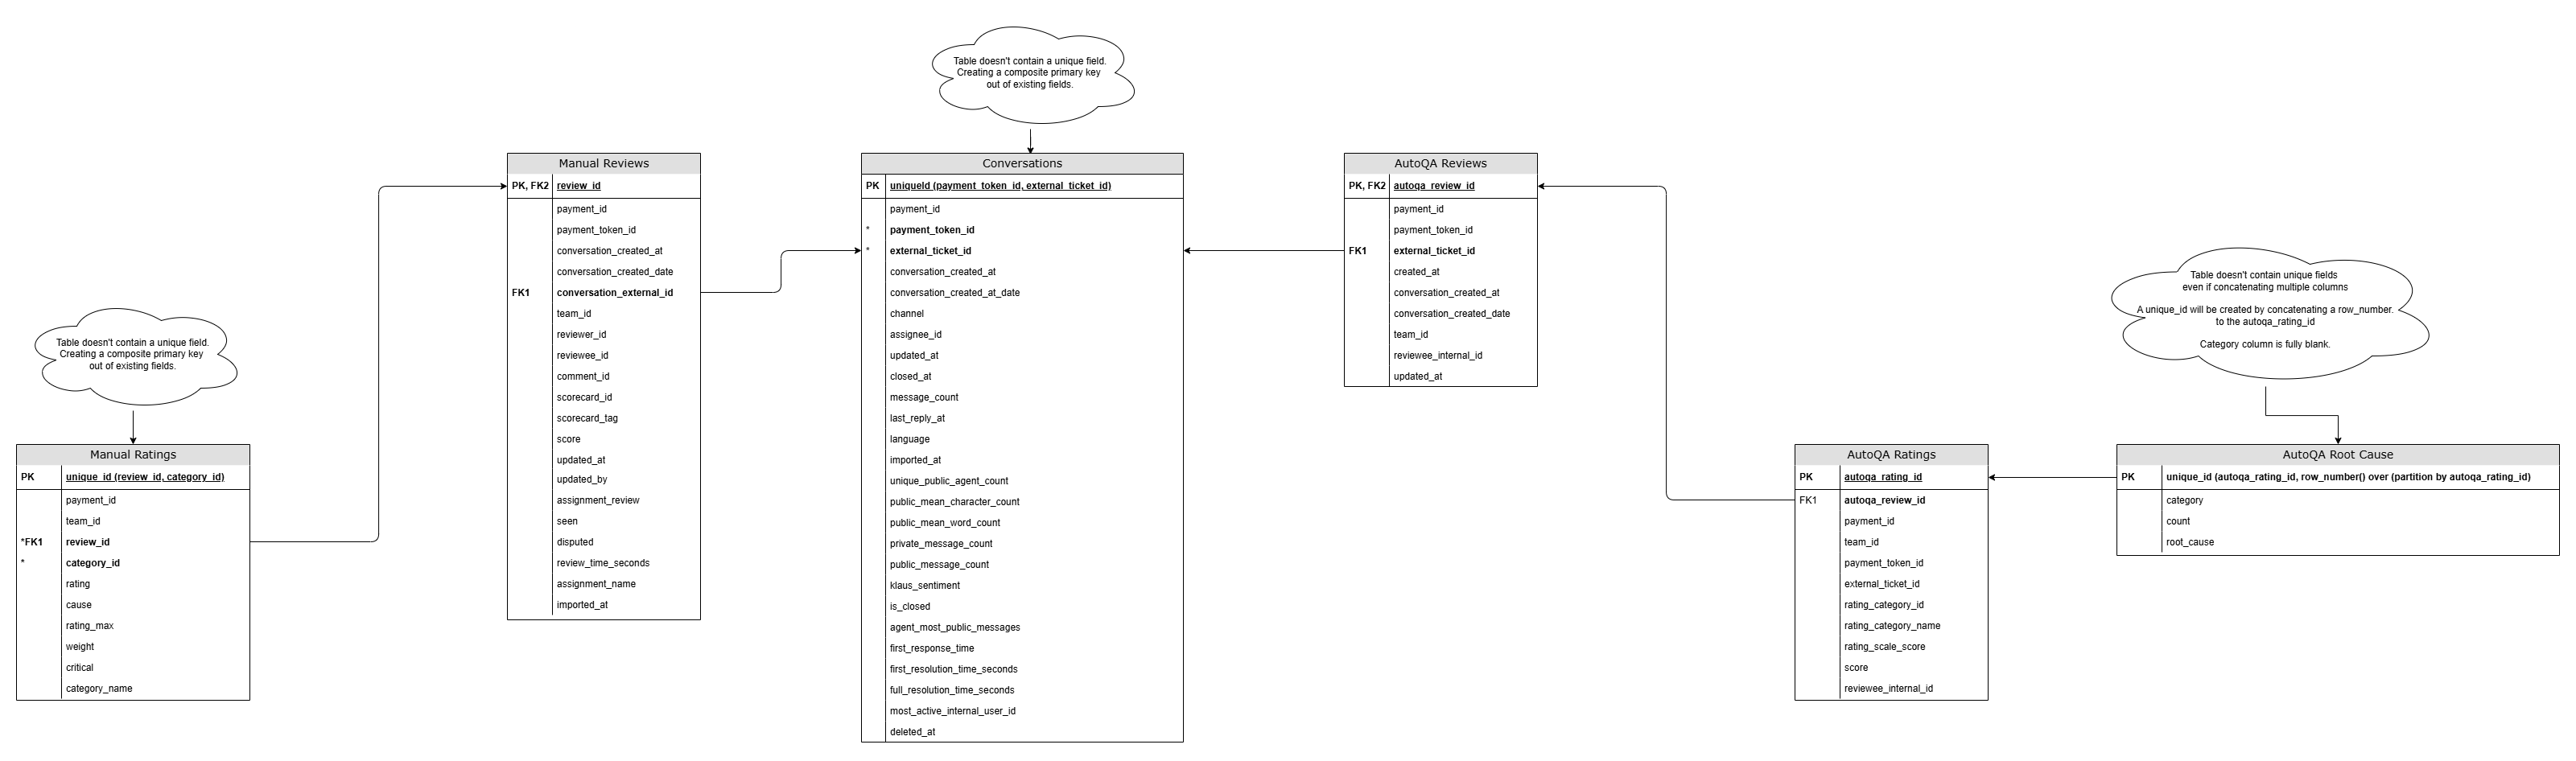 Table doesn't contain a unique field.
Creating a composite primary key
out of existing fields.
Manual Ratings
PK unique_id (review_id, category_id)
payment_id
team_id
*FK1 review_id
* category_id
rating
cause
rating_max
weight
critical
category_name
Manual Reviews
PK, FK2 review_id
payment_id
payment_token_id
conversation_created_at
conversation_created_date
FK1 conversation_external_id
team_id
reviewer_id
reviewee_id
comment_id
scorecard_id
scorecard_tag
score
updated_at
updated_by
assignment_review
seen
disputed
review_time_seconds
assignment_name
imported_at
Table doesn't contain a unique field.
Creating a composite primary key
out of existing fields.
Conversations
PK uniqueId (payment_token_id, external_ticket_id)
payment_id
* payment_token_id
* external_ticket_id
conversation_created_at
conversation_created_at_date
channel
assignee_id
updated_at
closed_at
message_count
last_reply_at
language
imported_at
unique_public_agent_count
public_mean_character_count
public_mean_word_count
private_message_count
public_message_count
klaus_sentiment
is_closed
agent_most_public_messages
first_response_time
first_resolution_time_seconds
full_resolution_time_seconds
most_active_internal_user_id
deleted_at
AutoQA Reviews
PK, FK2 autoqa_review_id
payment_id
payment_token_id
FK1 external_ticket_id
created_at
conversation_created_at
conversation_created_date
team_id
reviewee_internal_id
updated_at
AutoQA Ratings
PK autoqa_rating_id
FK1 autoqa_review_id
payment_id
team_id
payment_token_id
external_ticket_id
rating_category_id
rating_category_name
rating_scale_score
score
reviewee_internal_id
Table doesn't contain unique fields
even if concatenating multiple columns
A unique_id will be created by concatenating a row_number.
to the autoqa_rating_id
Category column is fully blank.
AutoQA Root Cause
PK unique_id (autoqa_rating_id, row_number() over (partition by autoqa_rating_id)
category
count
root_cause